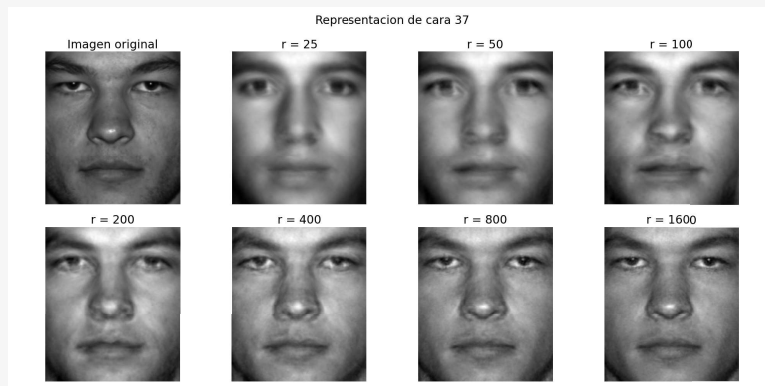 Representacion de cara 37
Imagen original
r = 25
r = 50
r = 100
r = 200
r = 400
r = 800
r = 1600